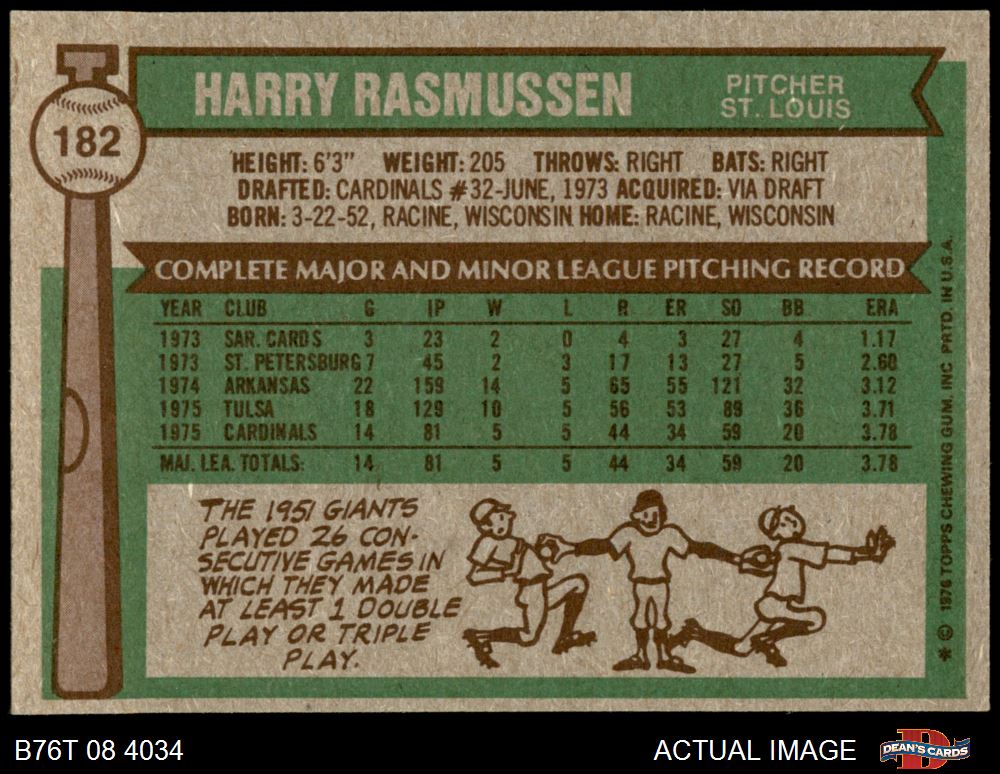 182
HARRY RASMUSSEN
PITCHER
ST. LOUIS
HEIGHT: 6'3" WEIGHT: 205 THROWS: RIGHT BATS: RIGHT
DRAFTED: CARDINALS #32-JUNE, 1973 ACQUIRED: VIA DRAFT
BORN: 3-22-52, RACINE, WISCONSIN HOME: RACINE, WISCONSIN
COMPLETE MAJOR AND MINOR LEAGUE PITCHING RECORD
YEAR CLUB G IP W L R ER SO BB ERA
1973 SAR. CARDS 3 23 2 0 4 3 27 4 1.17
1973 ST. PETERSBURG 7 45 2 3 17 13 27 5 2.60
1974 ARKANSAS 22 159 14 5 65 55 121 32 3.12
1975 TULSA 18 129 10 5 56 53 89 36 3.71
1975 CARDINALS 14 81 5 5 44 34 59 20 3.78
MAJ. LEA. TOTALS: 14 81 5 5 44 34 59 20 3.78
THE 1951 GIANTS
PLAYED 26 CON-
SECUTIVE GAMES IN
WHICH THEY MADE
AT LEAST 1 DOUBLE
PLAY OR TRIPLE
PLAY.
* © 1976 TOPPS CHEWING GUM, INC PRTD. IN U.S.A.
B76T 08 4034
ACTUAL IMAGE
D
DEAN'S CARDS